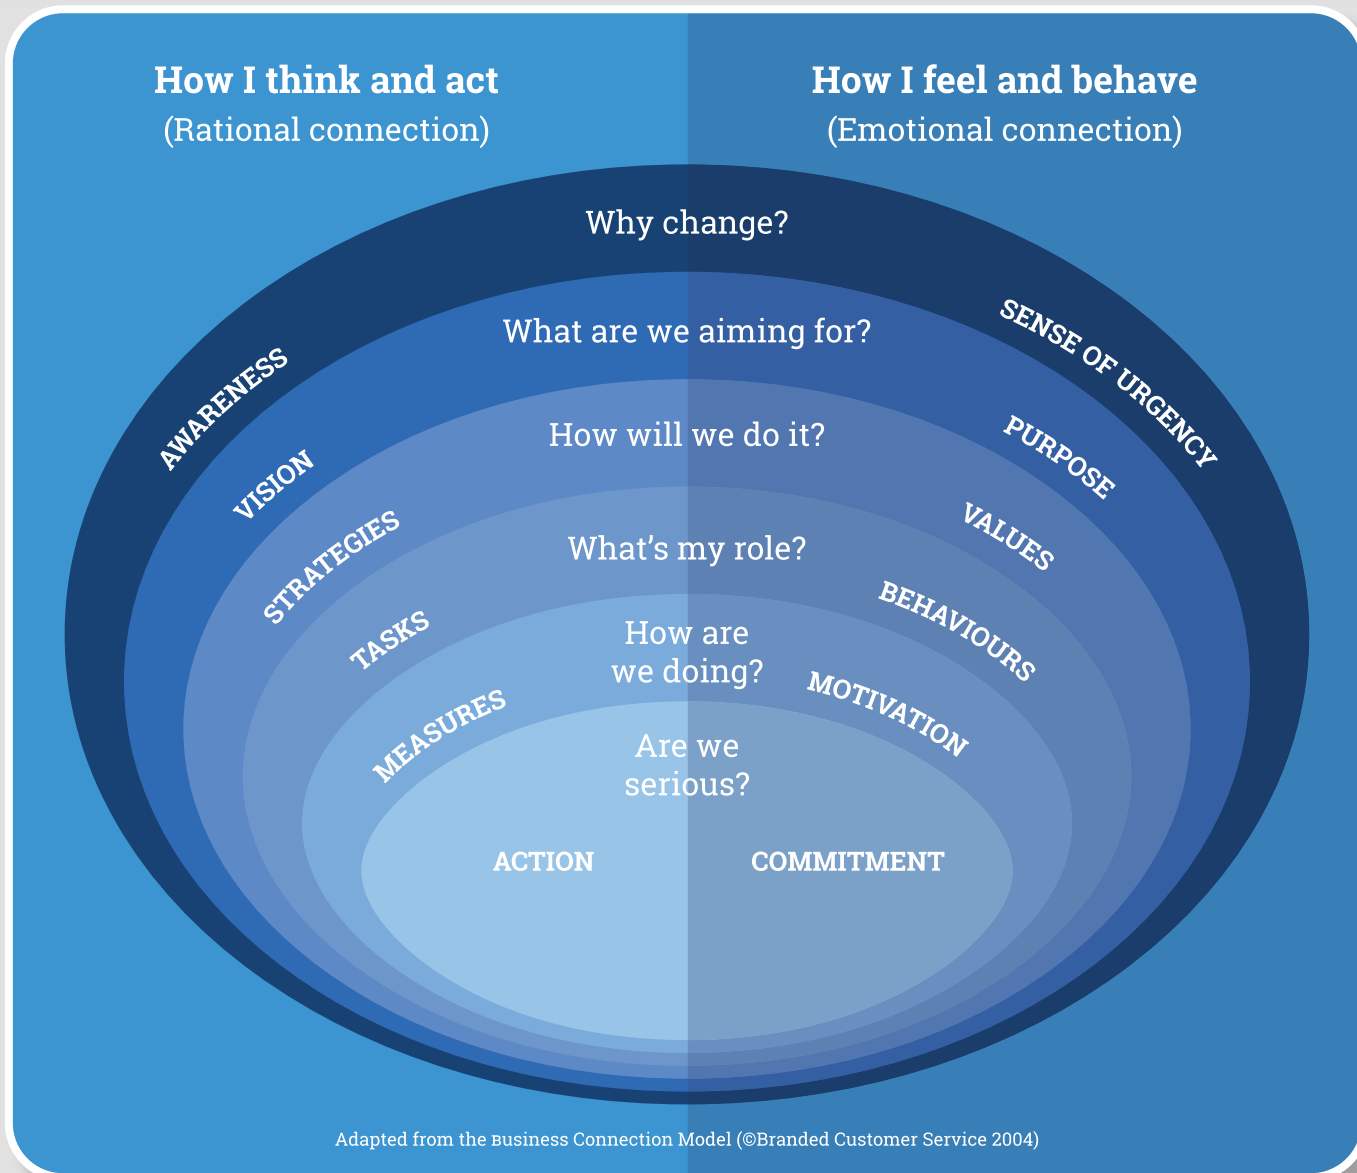 How I think and act
(Rational connection)
How I feel and behave
(Emotional connection)
Why change?
AWARENESS
SENSE OF URGENCY
What are we aiming for?
VISION
PURPOSE
How will we do it?
STRATEGIES
VALUES
What’s my role?
TASKS
BEHAVIOURS
How are
we doing?
MEASURES
MOTIVATION
Are we
serious?
ACTION
COMMITMENT
Adapted from the Business Connection Model (©Branded Customer Service 2004)